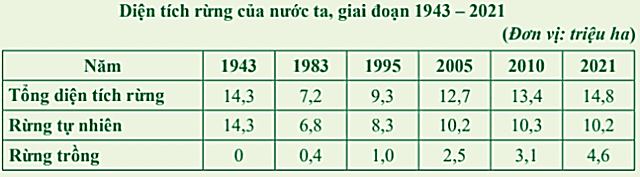 Diện tích rừng của nước ta, giai đoạn 1943 – 2021
(Đơn vị: triệu ha)
Năm 1943 1983 1995 2005 2010 2021
Tổng diện tích rừng 14,3 7,2 9,3 12,7 13,4 14,8
Rừng tự nhiên 14,3 6,8 8,3 10,2 10,3 10,2
Rừng trồng 0 0,4 1,0 2,5 3,1 4,6